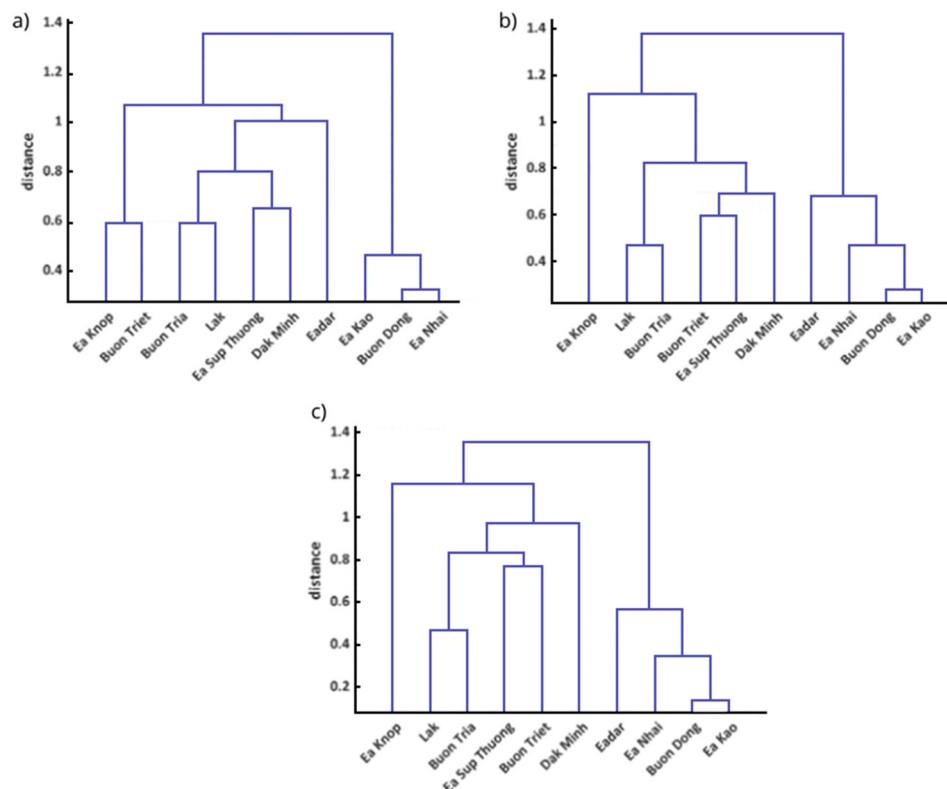 a)
distance
1.4
1.2
1
0.8
0.6
0.4
Ea Knop
Buon Triet
Buon Tria
Lak
Ea Sup Thuong
Dak Minh
Eadar
Ea Kao
Buon Dong
Ea Nhai
b)
distance
1.4
1.2
1
0.8
0.6
0.4
Ea Knop
Lak
Buon Tria
Buon Triet
Ea Sup Thuong
Dak Minh
Eadar
Ea Nhai
Buon Dong
Ea Kao
c)
distance
1.4
1.2
1
0.8
0.6
0.4
0.2
Ea Knop
Lak
Buon Tria
Ea Sup Thuong
Buon Triet
Dak Minh
Eadar
Ea Nhai
Buon Dong
Ea Kao